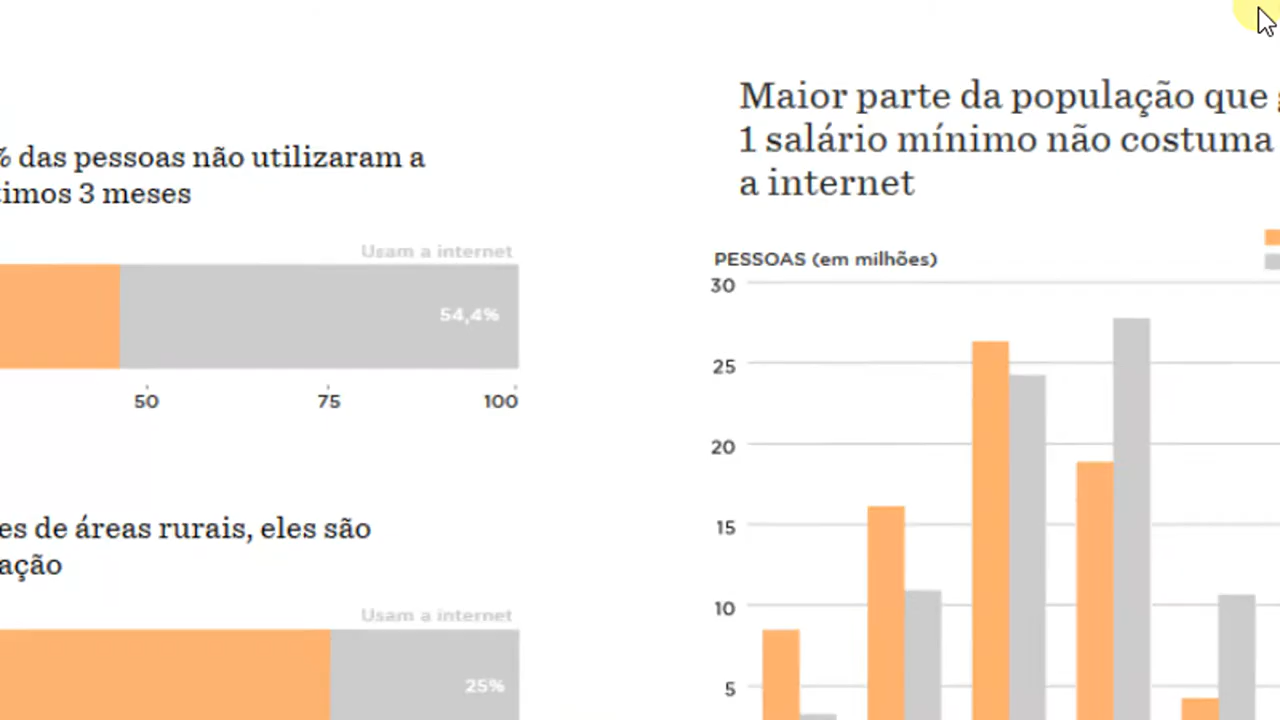 % das pessoas não utilizaram a
timos 3 meses
Usam a internet
54,4%
50 75 100
es de áreas rurais, eles são
ação
Usam a internet
25%
Maior parte da população que
1 salário mínimo não costuma
a internet
PESSOAS (em milhões)
30
25
20
15
10
5